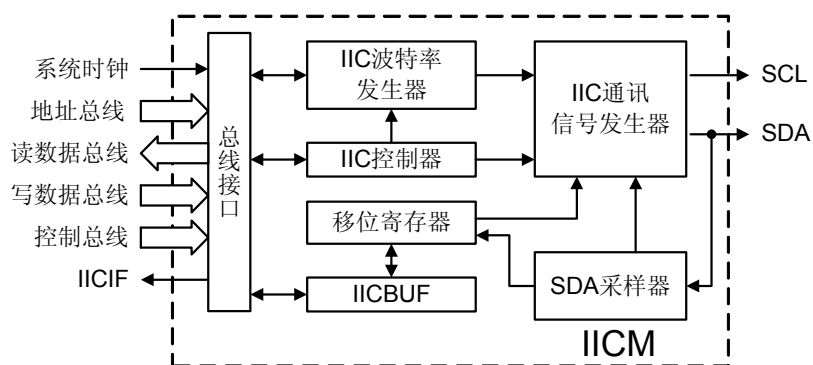 系统时钟
地址总线
读数据总线
写数据总线
控制总线
IICIF
总线接口
IIC波特率
发生器
IIC控制器
移位寄存器
IICBUF
IIC通讯
信号发生器
SDA采样器
SCL
SDA
IICM